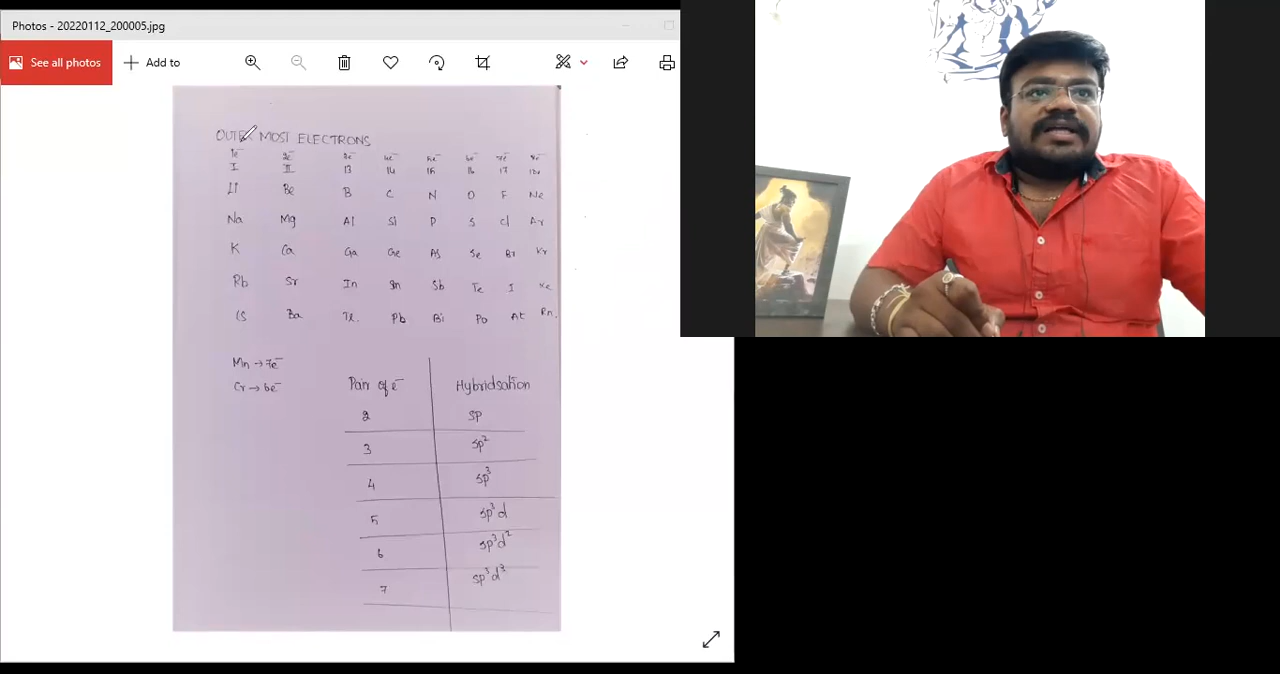 Photos - 20220112_200005.jpg
See all photos
Add to
OUTER MOST ELECTRONS
1e⁻ 2e⁻ 3e⁻ 4e⁻ 5e⁻ 6e⁻ 7e⁻ 8e⁻
I II 13 14 15 16 17
Li Be B C N O F Ne
Na Mg Al Si P S Cl Ar
K Ca Ga Ge As Se Br Kr
Rb Sr In Sn Sb Te I Xe
Cs Ba Tl. Pb Bi Po At Rn.
Mn → 7e⁻
Cr → 6e⁻
Pair of e⁻ Hybridsation
2 sp
3 sp²
4 sp³
5 sp³d
6 sp³d²
7 sp³d³